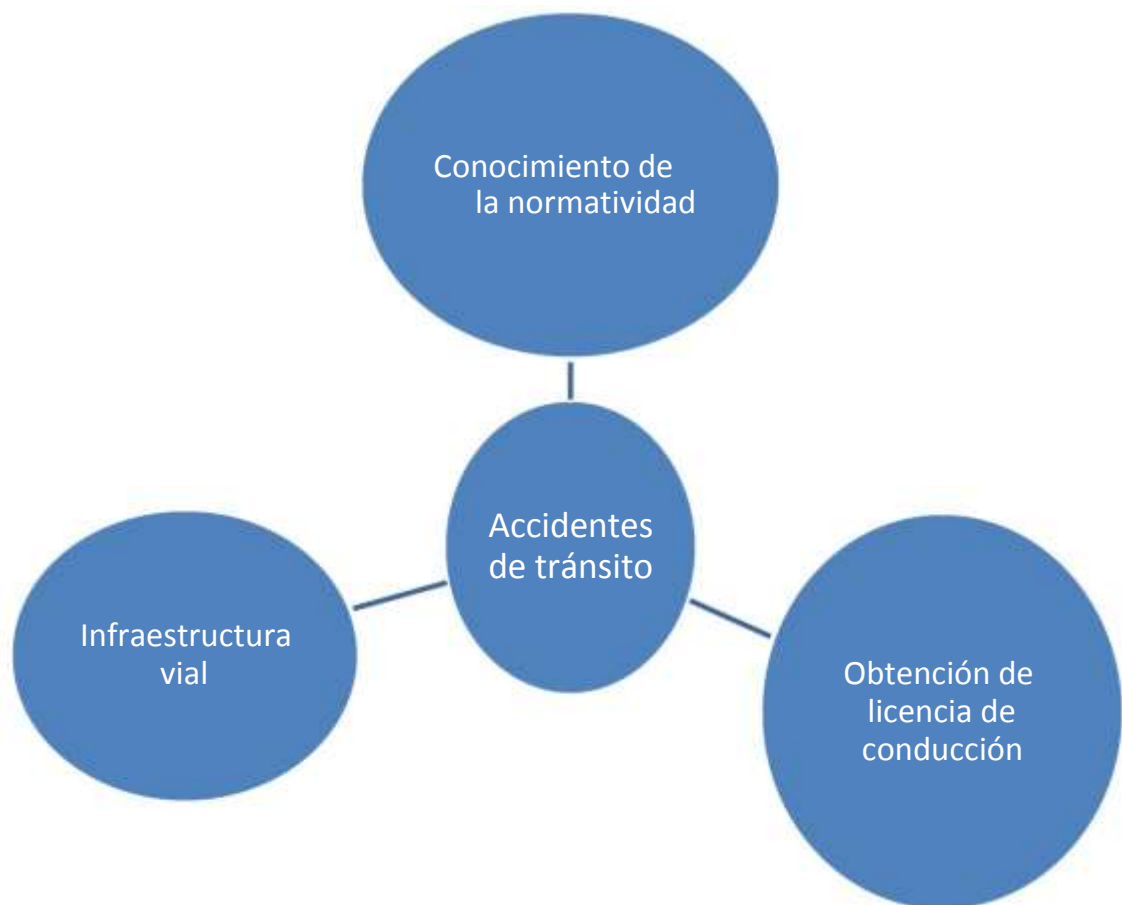 Conocimiento de
la normatividad
Accidentes
de tránsito
Infraestructura
vial
Obtención de
licencia de
conducción